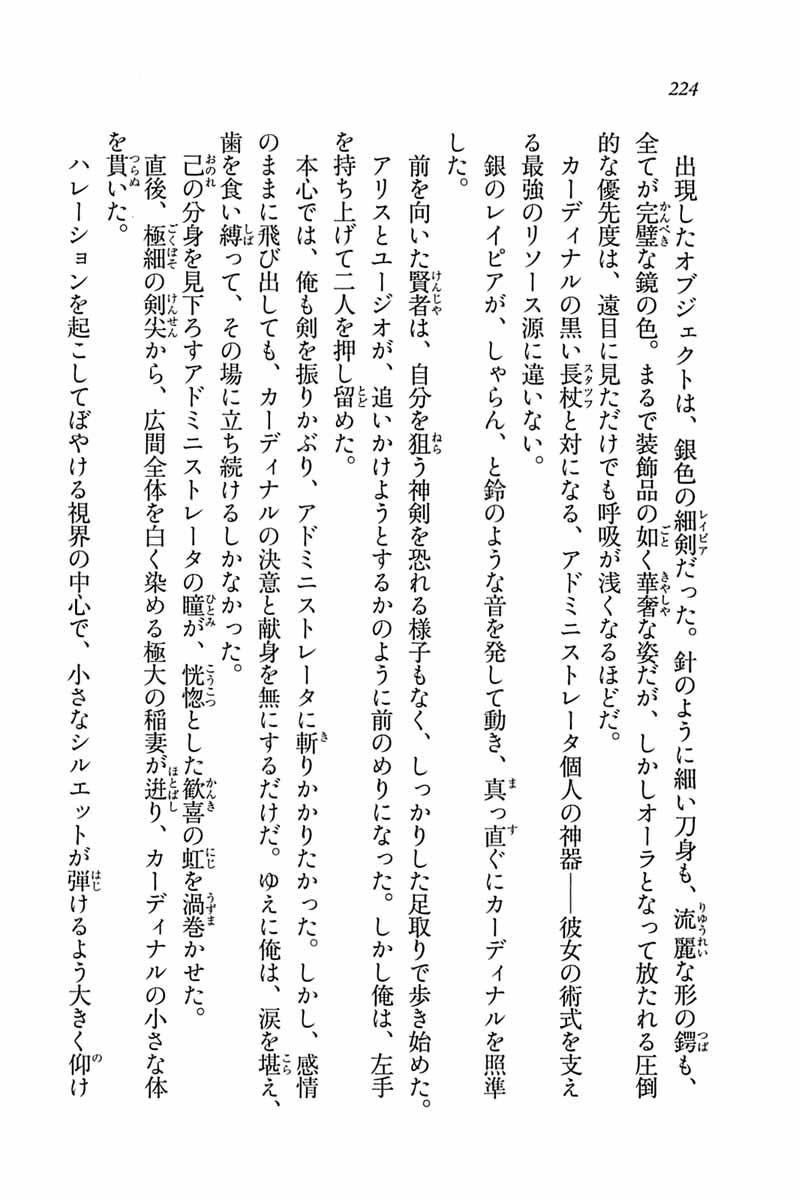 224
出現したオブジェクトは、銀色の細剣だった。針のように細い刀身も、流麗な形の鍔も、
全てが完璧な鏡の色。まるで装飾品の如く華奢な姿だが、しかしオーラとなって放たれる圧倒
的な優先度は、遠目に見ただけでも呼吸が浅くなるほどだ。
カーディナルの黒い長杖と対になる、アドミニストレータ個人の神器──彼女の術式を支え
る最強のリソース源に違いない。
銀のレイピアが、しゃらん、と鈴のような音を発して動き、真っ直ぐにカーディナルを照準
した。
前を向いた賢者は、自分を狙う神剣を恐れる様子もなく、しっかりした足取りで歩き始めた。
アリスとユージオが、追いかけようとするかのように前のめりになった。しかし俺は、左手
を持ち上げて二人を押し留めた。
本心では、俺も剣を振りかぶり、アドミニストレータに斬りかかりたかった。しかし、感情
のままに飛び出しても、カーディナルの決意と献身を無にするだけだ。ゆえに俺は、涙を堪え、
歯を食い縛って、その場に立ち続けるしかなかった。
己の分身を見下ろすアドミニストレータの瞳が、恍惚とした歓喜の虹を渦巻かせた。
直後、極細の剣尖から、広間全体を白く染める極大の稲妻が迸り、カーディナルの小さな体
を貫いた。
ハレーションを起こしてぼやける視界の中心で、小さなシルエットが弾けるよう大きく仰け